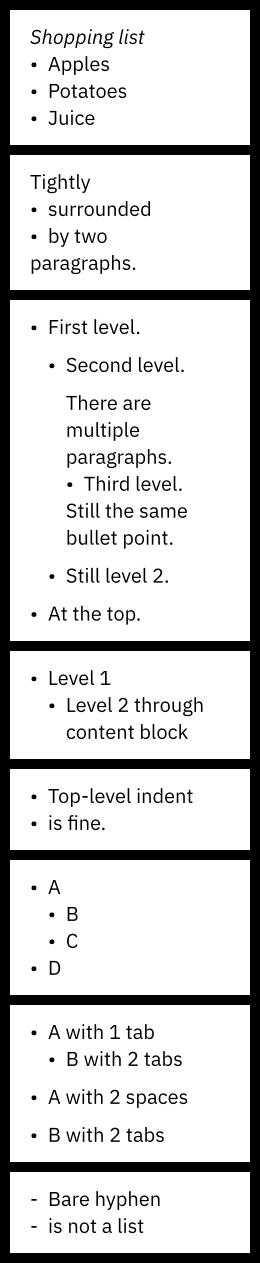 Shopping list
• Apples
• Potatoes
• Juice
Tightly
• surrounded
• by two
paragraphs.
• First level.
• Second level.
There are
multiple
paragraphs.
• Third level.
Still the same
bullet point.
• Still level 2.
• At the top.
• Level 1
• Level 2 through
content block
• Top-level indent
• is fine.
• A
• B
• C
• D
• A with 1 tab
• B with 2 tabs
• A with 2 spaces
• B with 2 tabs
- Bare hyphen
- is not a list